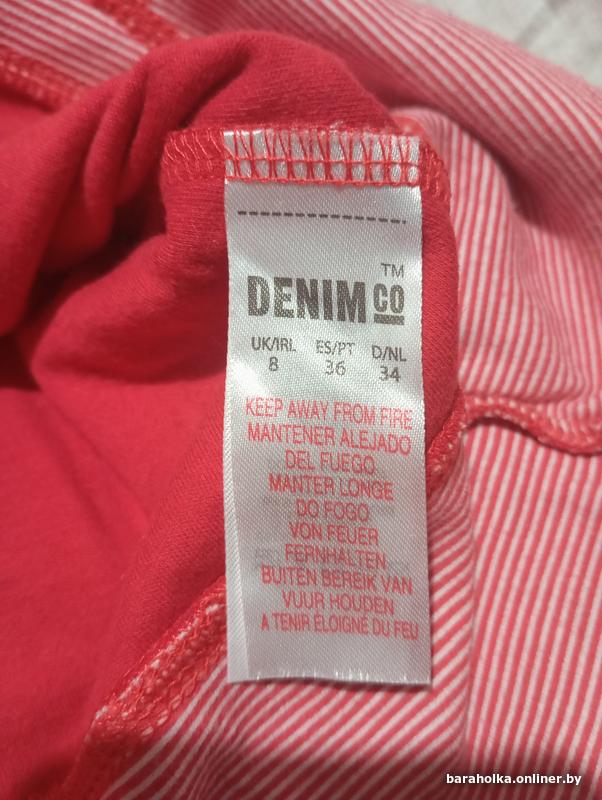 TM
DENIM CO
UK/IRL ES/PT D/NL
8 36 34
KEEP AWAY FROM FIRE
MANTENER ALEJADO
DEL FUEGO
MANTER LONGE
DO FOGO
VON FEUER
FERNHALTEN
BUITEN BEREIK VAN
VUUR HOUDEN
A TENIR ÉLOIGNÉ DU FEU
baraholka.onliner.by